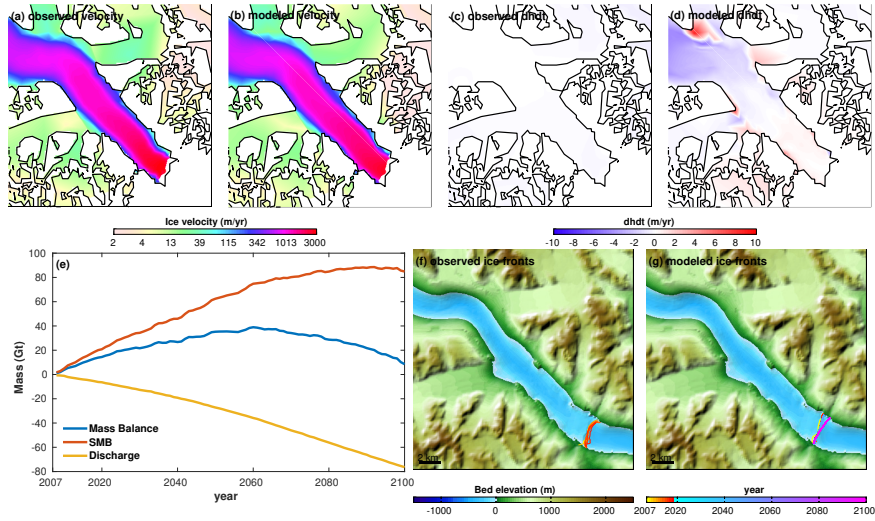 (a) observed velocity
(b) modeled velocity
(c) observed dhdt
(d) modeled dhdt
Ice velocity (m/yr)
2 4 13 39 115 342 1013 3000
dhdt (m/yr)
-10 -8 -6 -4 -2 0 2 4 6 8 10
(e)
Mass (Gt)
100
80
60
40
20
0
-20
-40
-60
-80
Mass Balance
SMB
Discharge
2007 2020 2040 2060 2080 2100
year
(f) observed ice fronts
2 km
(g) modeled ice fronts
2 km
Bed elevation (m)
-1000 0 1000 2000
year
2007 2020 2040 2060 2080 2100